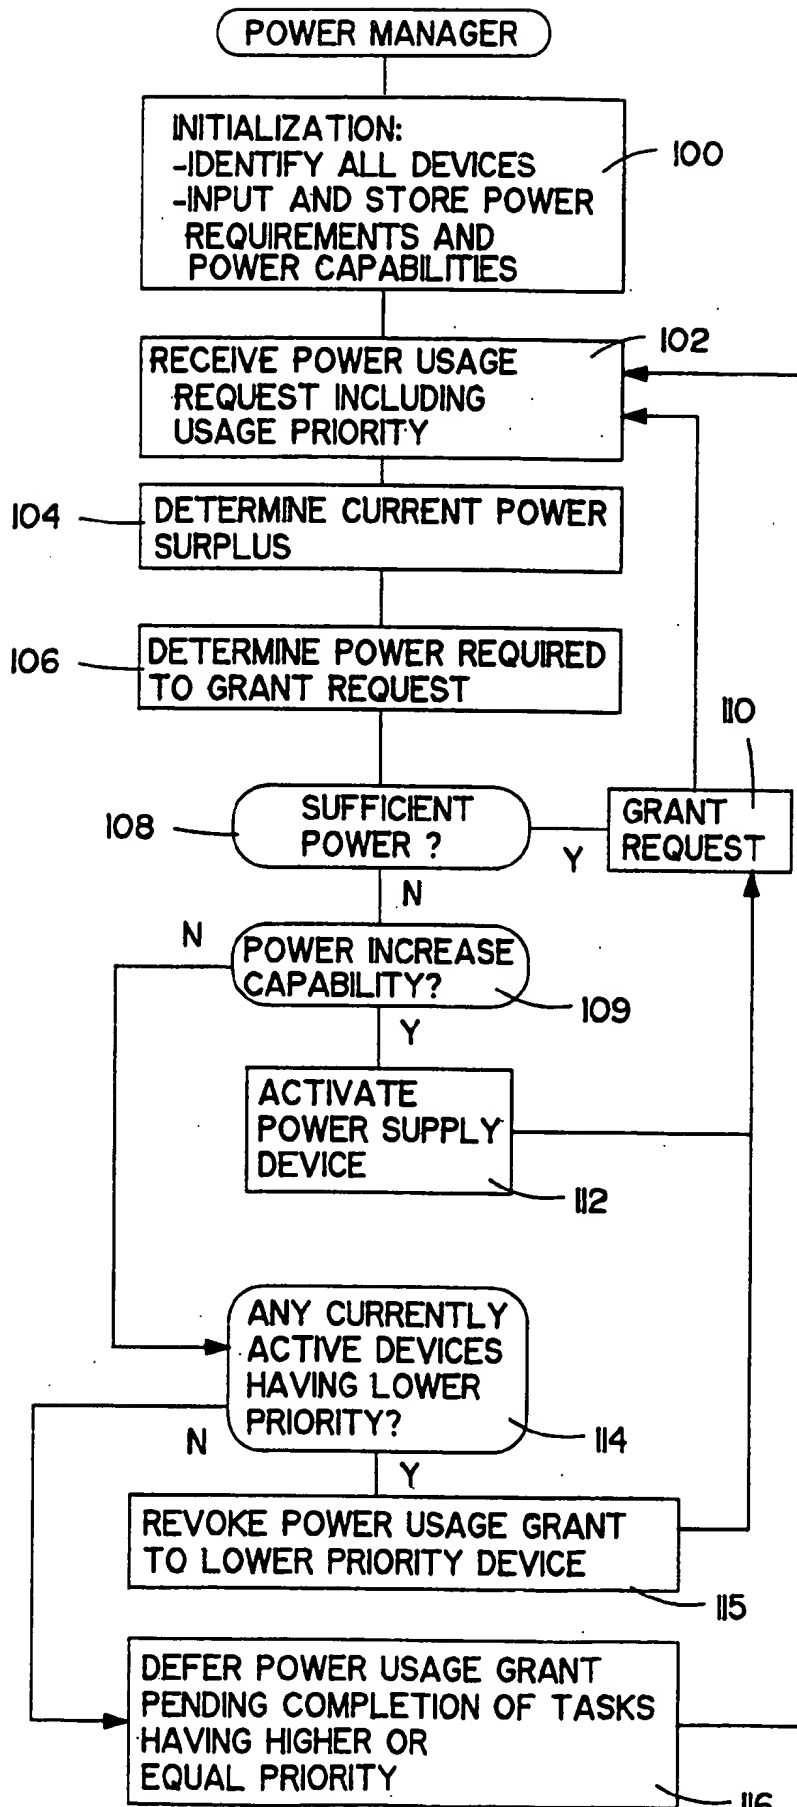 POWER MANAGER
INITIALIZATION:
-IDENTIFY ALL DEVICES
-INPUT AND STORE POWER
REQUIREMENTS AND
POWER CAPABILITIES
100
RECEIVE POWER USAGE
REQUEST INCLUDING
USAGE PRIORITY
102
104
DETERMINE CURRENT POWER
SURPLUS
106
DETERMINE POWER REQUIRED
TO GRANT REQUEST
108
SUFFICIENT
POWER ?
Y
N
110
GRANT
REQUEST
N
POWER INCREASE
CAPABILITY?
109
Y
ACTIVATE
POWER SUPPLY
DEVICE
112
ANY CURRENTLY
ACTIVE DEVICES
HAVING LOWER
PRIORITY?
114
N
Y
REVOKE POWER USAGE GRANT
TO LOWER PRIORITY DEVICE
115
DEFER POWER USAGE GRANT
PENDING COMPLETION OF TASKS
HAVING HIGHER OR
EQUAL PRIORITY
116